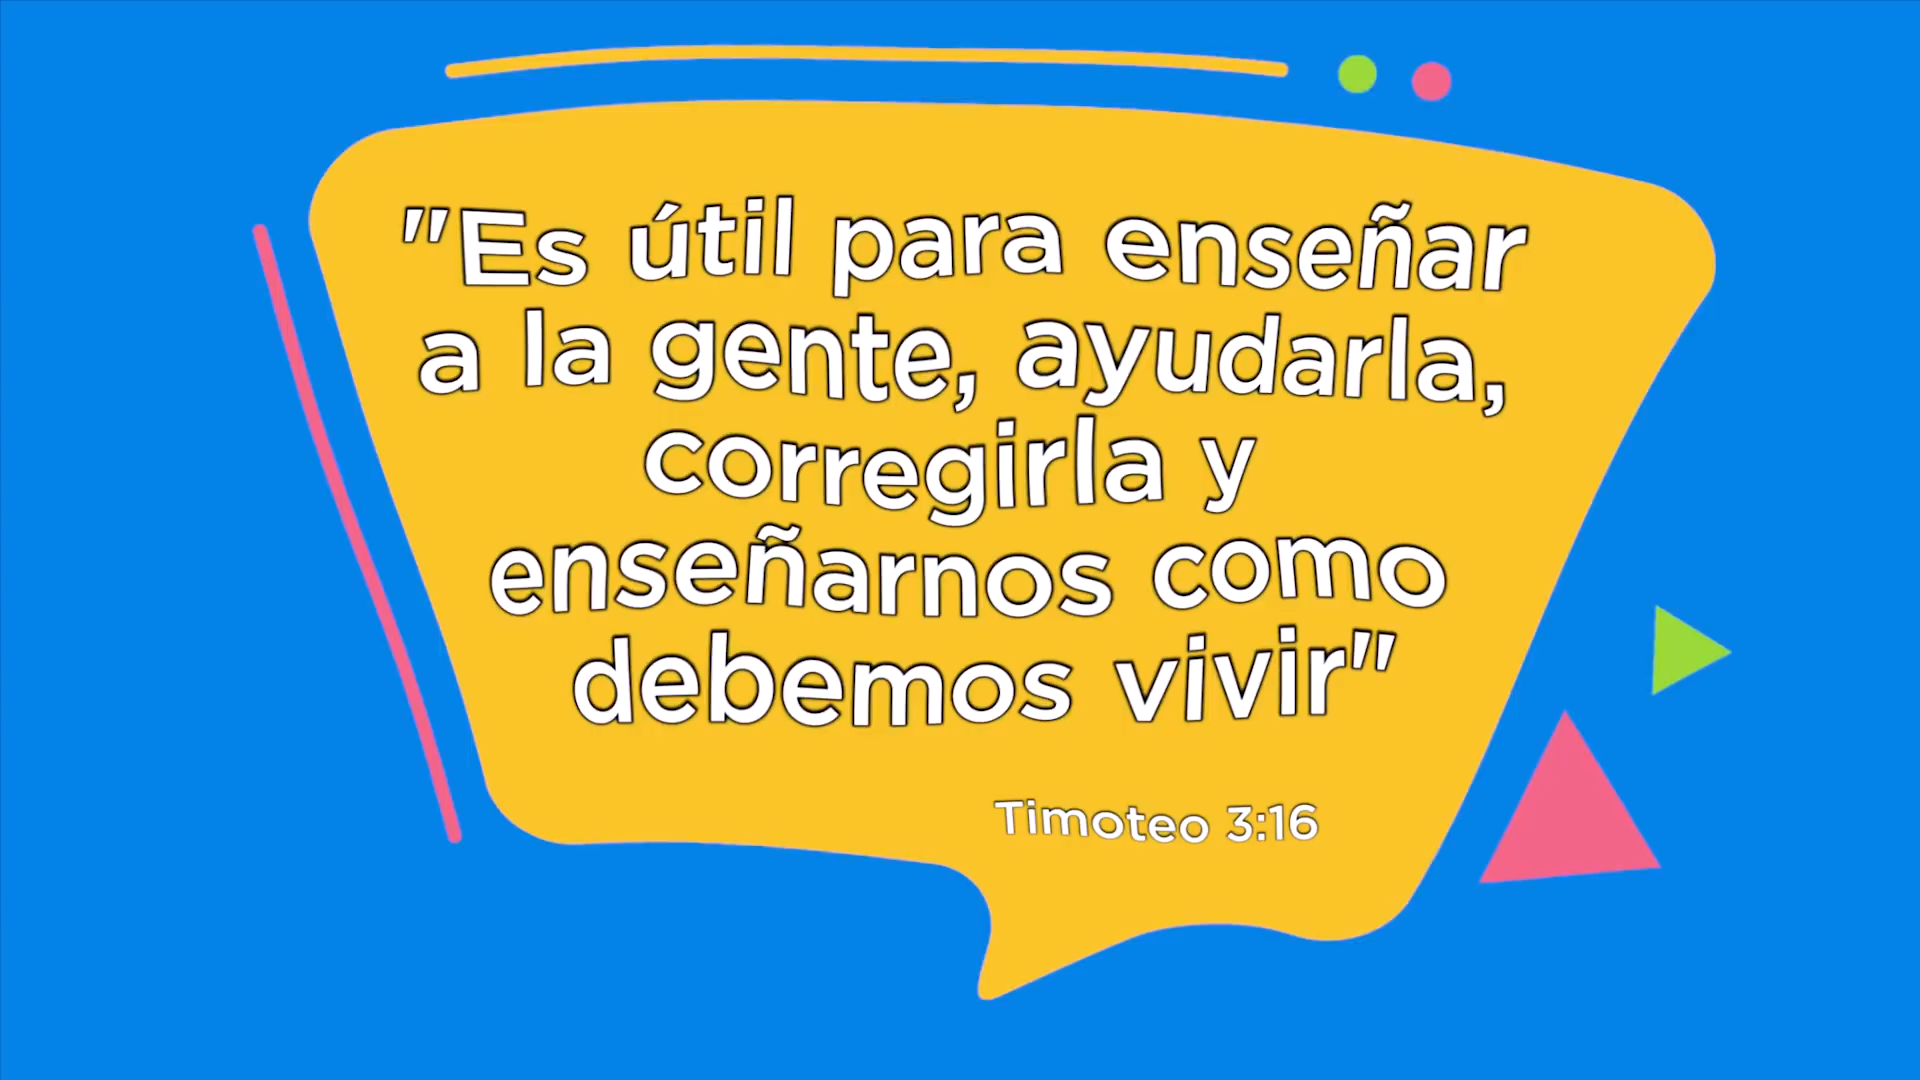 "Es útil para enseñar
a la gente, ayudarla,
corregirla y
enseñarnos como
debemos vivir"
Timoteo 3:16